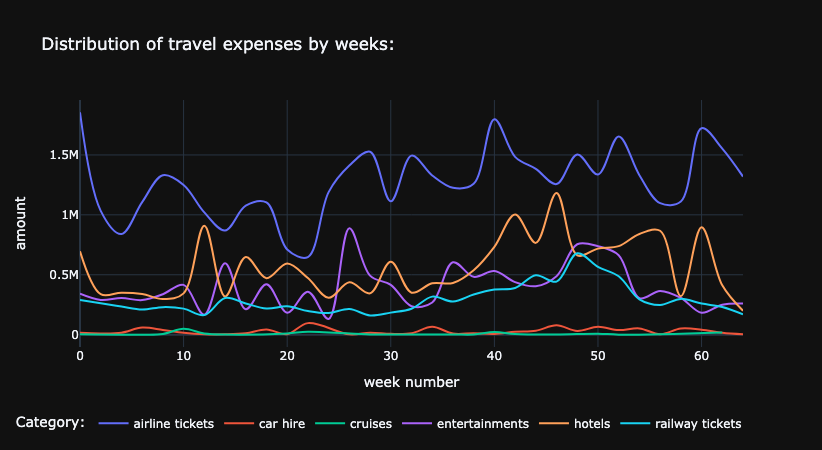 Distribution of travel expenses by weeks:
1.5M
1M
0.5M
0
amount
0 10 20 30 40 50 60
week number
Category: airline tickets car hire cruises entertainments hotels railway tickets